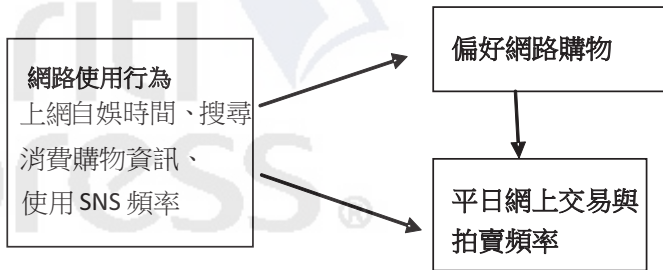 網路使用行為
上網自娛時間、搜尋
消費購物資訊、
使用 SNS 頻率
偏好網路購物
平日網上交易與
拍賣頻率